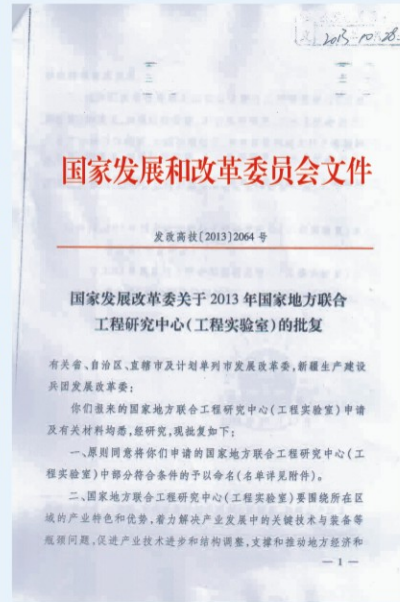 2013-10-28
国家发展和改革委员会文件
发改高技〔2013〕2064号
国家发展改革委关于2013年国家地方联合
工程研究中心(工程实验室)的批复
有关省、自治区、直辖市及计划单列市发展改革委,新疆生产建设
兵团发展改革委:
你们报来的国家地方联合工程研究中心(工程实验室)申请
及有关材料均悉,经研究,现批复如下:
一、原则同意将你们申请的国家地方联合工程研究中心(工
程实验室)中部分符合条件的予以命名(名单详见附件)。
二、国家地方联合工程研究中心(工程实验室)要围绕所在区
域的产业特色和优势,着力解决产业发展中的关键技术与装备等
瓶颈问题,促进产业技术进步和结构调整,支撑和推动地方经济和
— 1 —